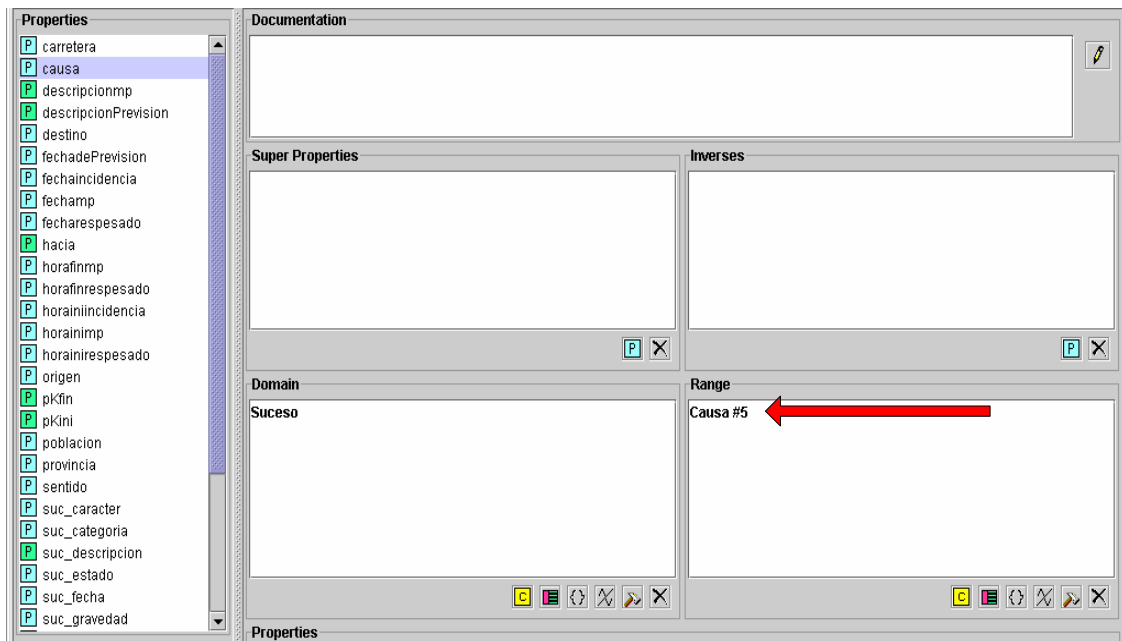 Properties
P carretera
P causa
P descripcionmp
P descripcionPrevision
P destino
P fechadePrevision
P fechaincidencia
P fechamp
P fecharespesado
P hacia
P horafinmp
P horafinrespesado
P horainiincidencia
P horainimp
P horainirespesado
P origen
P pKfin
P pKini
P poblacion
P provincia
P sentido
P suc_caracter
P suc_categoria
P suc_descripcion
P suc_estado
P suc_fecha
P suc_gravedad
Documentation
Super Properties
P
Inverses
P
Domain
Suceso
C {}
Range
Causa #5
C {}
Properties